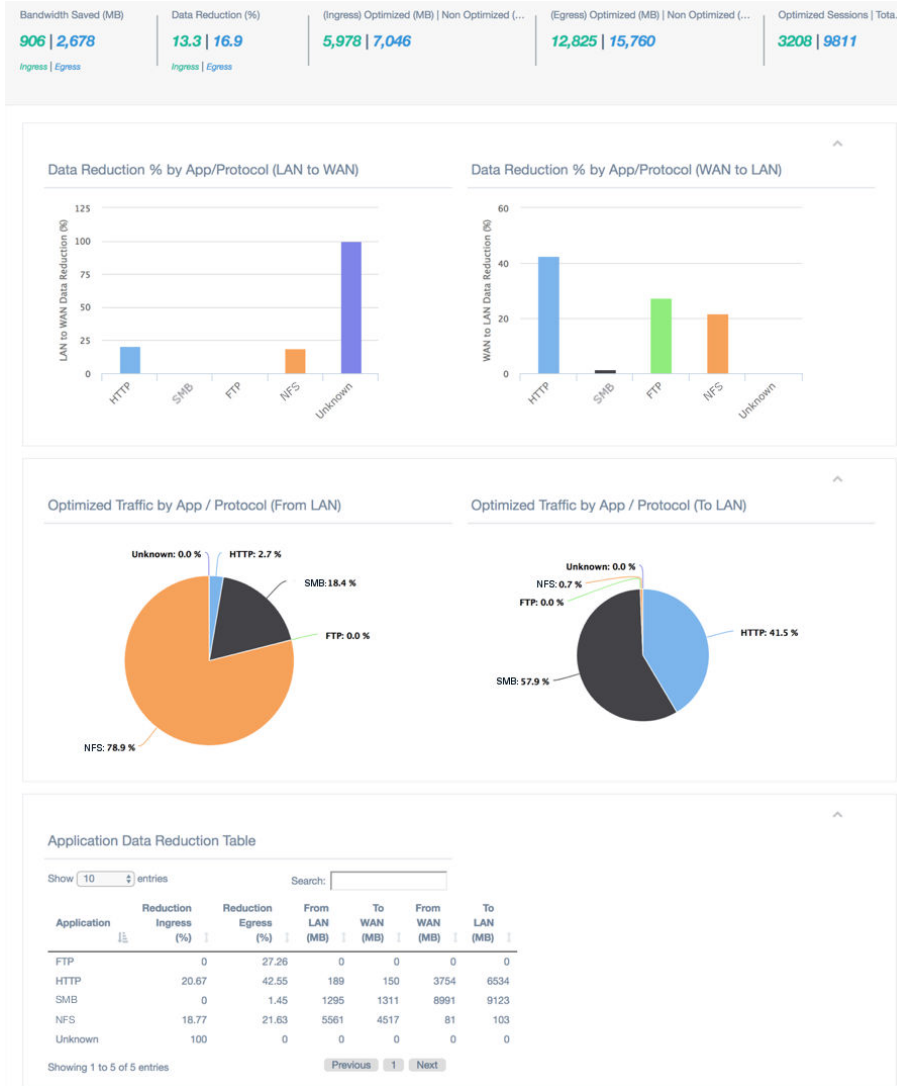 Bandwidth Saved (MB)
906 | 2,678
Ingress | Egress
Data Reduction (%)
13.3 | 16.9
Ingress | Egress
(Ingress) Optimized (MB) | Non Optimized (...
5,978 | 7,046
(Egress) Optimized (MB) | Non Optimized (...
12,825 | 15,760
Optimized Sessions | Tota.
3208 | 9811
Data Reduction % by App/Protocol (LAN to WAN)
LAN to WAN Data Reduction (%)
125
100
75
50
25
0
HTTP
SMB
FTP
NFS
Unknown
Data Reduction % by App/Protocol (WAN to LAN)
WAN to LAN Data Reduction (%)
60
40
20
0
HTTP
SMB
FTP
NFS
Unknown
Optimized Traffic by App / Protocol (From LAN)
Unknown: 0.0 %
HTTP: 2.7 %
SMB: 18.4 %
FTP: 0.0 %
NFS: 78.9 %
Optimized Traffic by App / Protocol (To LAN)
Unknown: 0.0 %
NFS: 0.7 %
FTP: 0.0 %
HTTP: 41.5 %
SMB: 57.9 %
Application Data Reduction Table
Show 10 entries
Search:
Application Reduction Ingress (%) Reduction Egress (%) From LAN (MB) To WAN (MB) From WAN (MB) To LAN (MB)
FTP 0 27.26 0 0 0 0
HTTP 20.67 42.55 189 150 3754 6534
SMB 0 1.45 1295 1311 8991 9123
NFS 18.77 21.63 5561 4517 81 103
Unknown 100 0 0 0 0 0
Showing 1 to 5 of 5 entries
Previous 1 Next